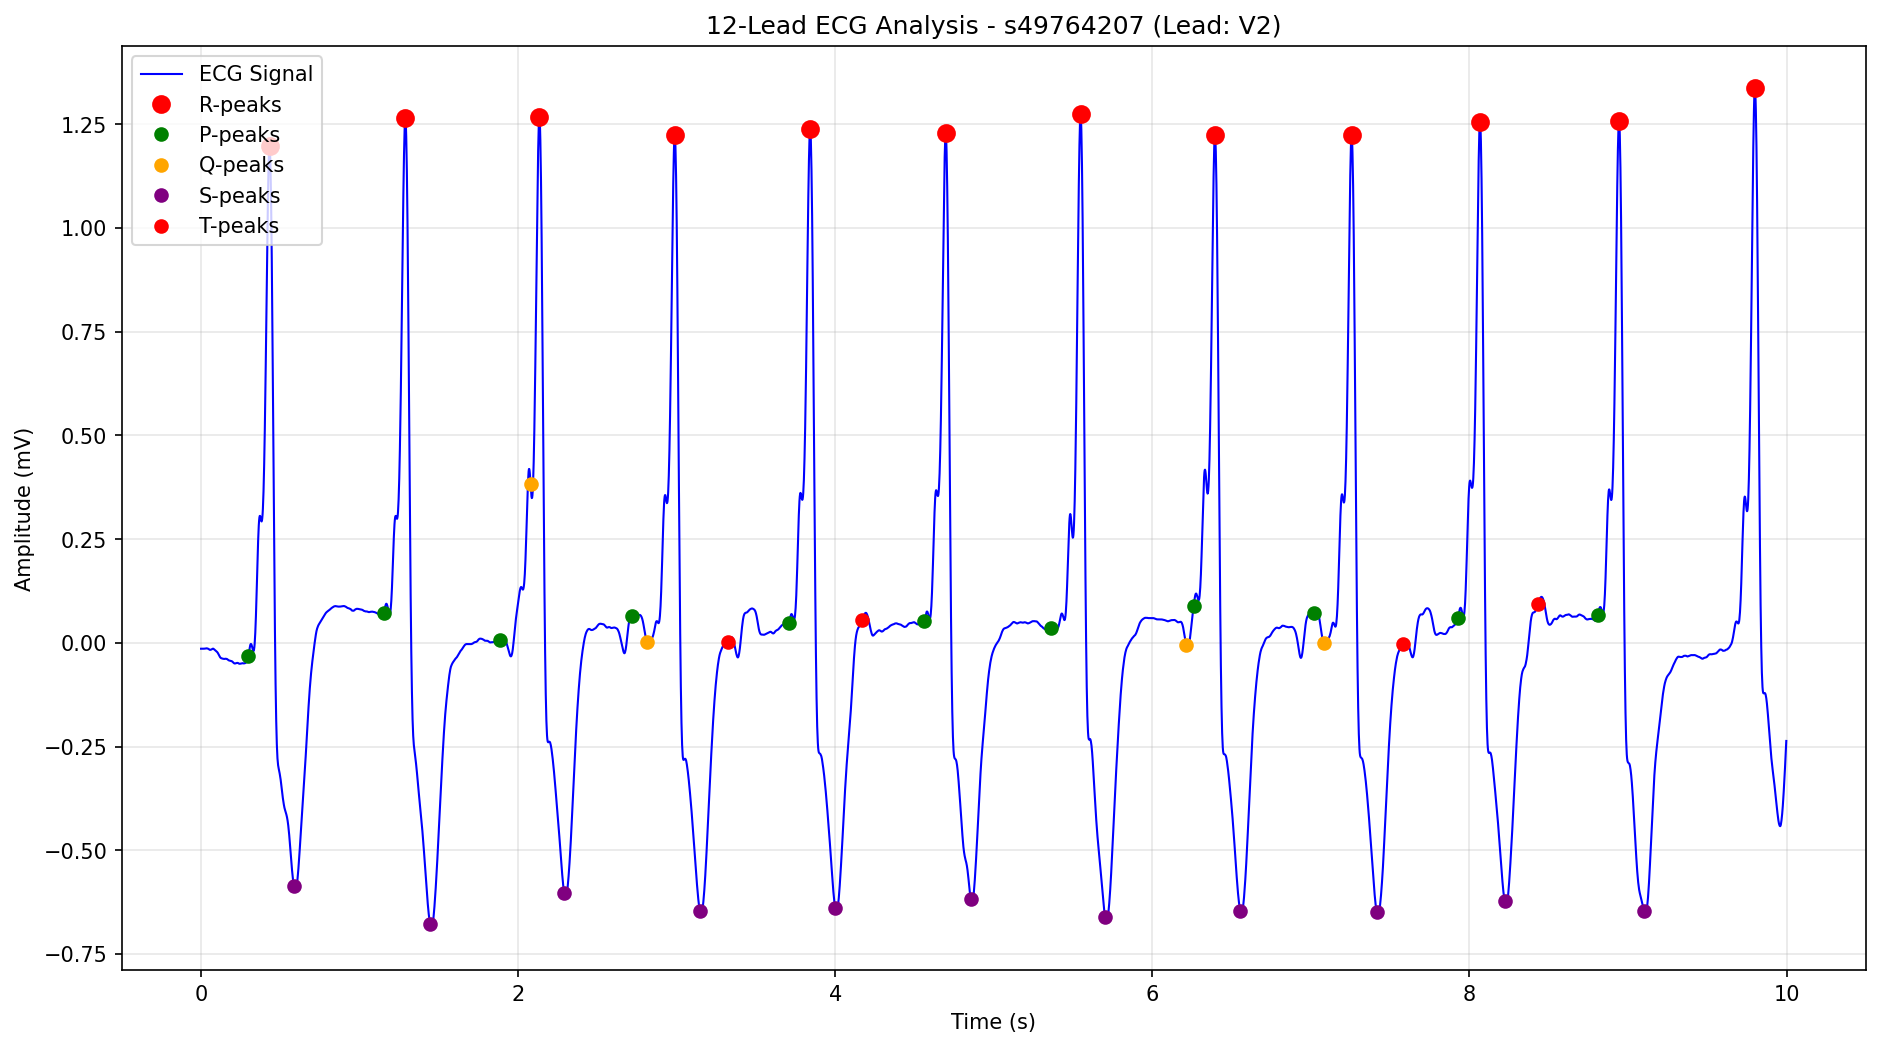 12-Lead ECG Analysis - s49764207 (Lead: V2)
ECG Signal
R-peaks
P-peaks
Q-peaks
S-peaks
T-peaks
Amplitude (mV)
1.25
1.00
0.75
0.50
0.25
0.00
−0.25
−0.50
−0.75
0 2 4 6 8 10
Time (s)